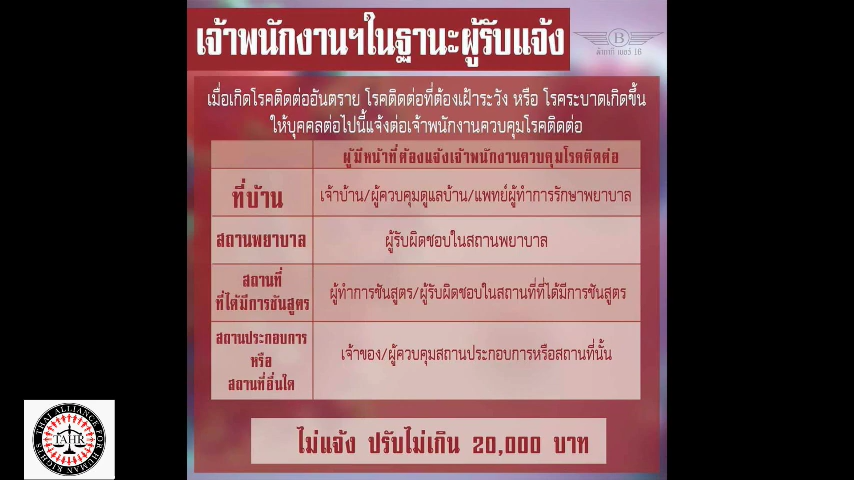 เจ้าพนักงานฯในฐานะผู้รับแจ้ง
B
เมื่อเกิดโรคติดต่ออันตราย โรคติดต่อที่ต้องเฝ้าระวัง หรือ โรคระบาดเกิดขึ้น
ให้บุคคลต่อไปนี้แจ้งต่อเจ้าพนักงานควบคุมโรคติดต่อ
ผู้มีหน้าที่ต้องแจ้งเจ้าพนักงานควบคุมโรคติดต่อ
ที่บ้าน
เจ้าบ้าน/ผู้ควบคุมดูแลบ้าน/แพทย์ผู้ทำการรักษาพยาบาล
สถานพยาบาล
ผู้รับผิดชอบในสถานพยาบาล
สถานที่
ที่ได้มีการชันสูตร
ผู้ทำการชันสูตร/ผู้รับผิดชอบในสถานที่ที่ได้มีการชันสูตร
สถานประกอบการ
หรือ
สถานที่อื่นใด
เจ้าของ/ผู้ควบคุมสถานประกอบการหรือสถานที่นั้น
ไม่แจ้ง ปรับไม่เกิน 20,000 บาท
THAI ALLIANCE FOR HUMAN RIGHTS
TAHR